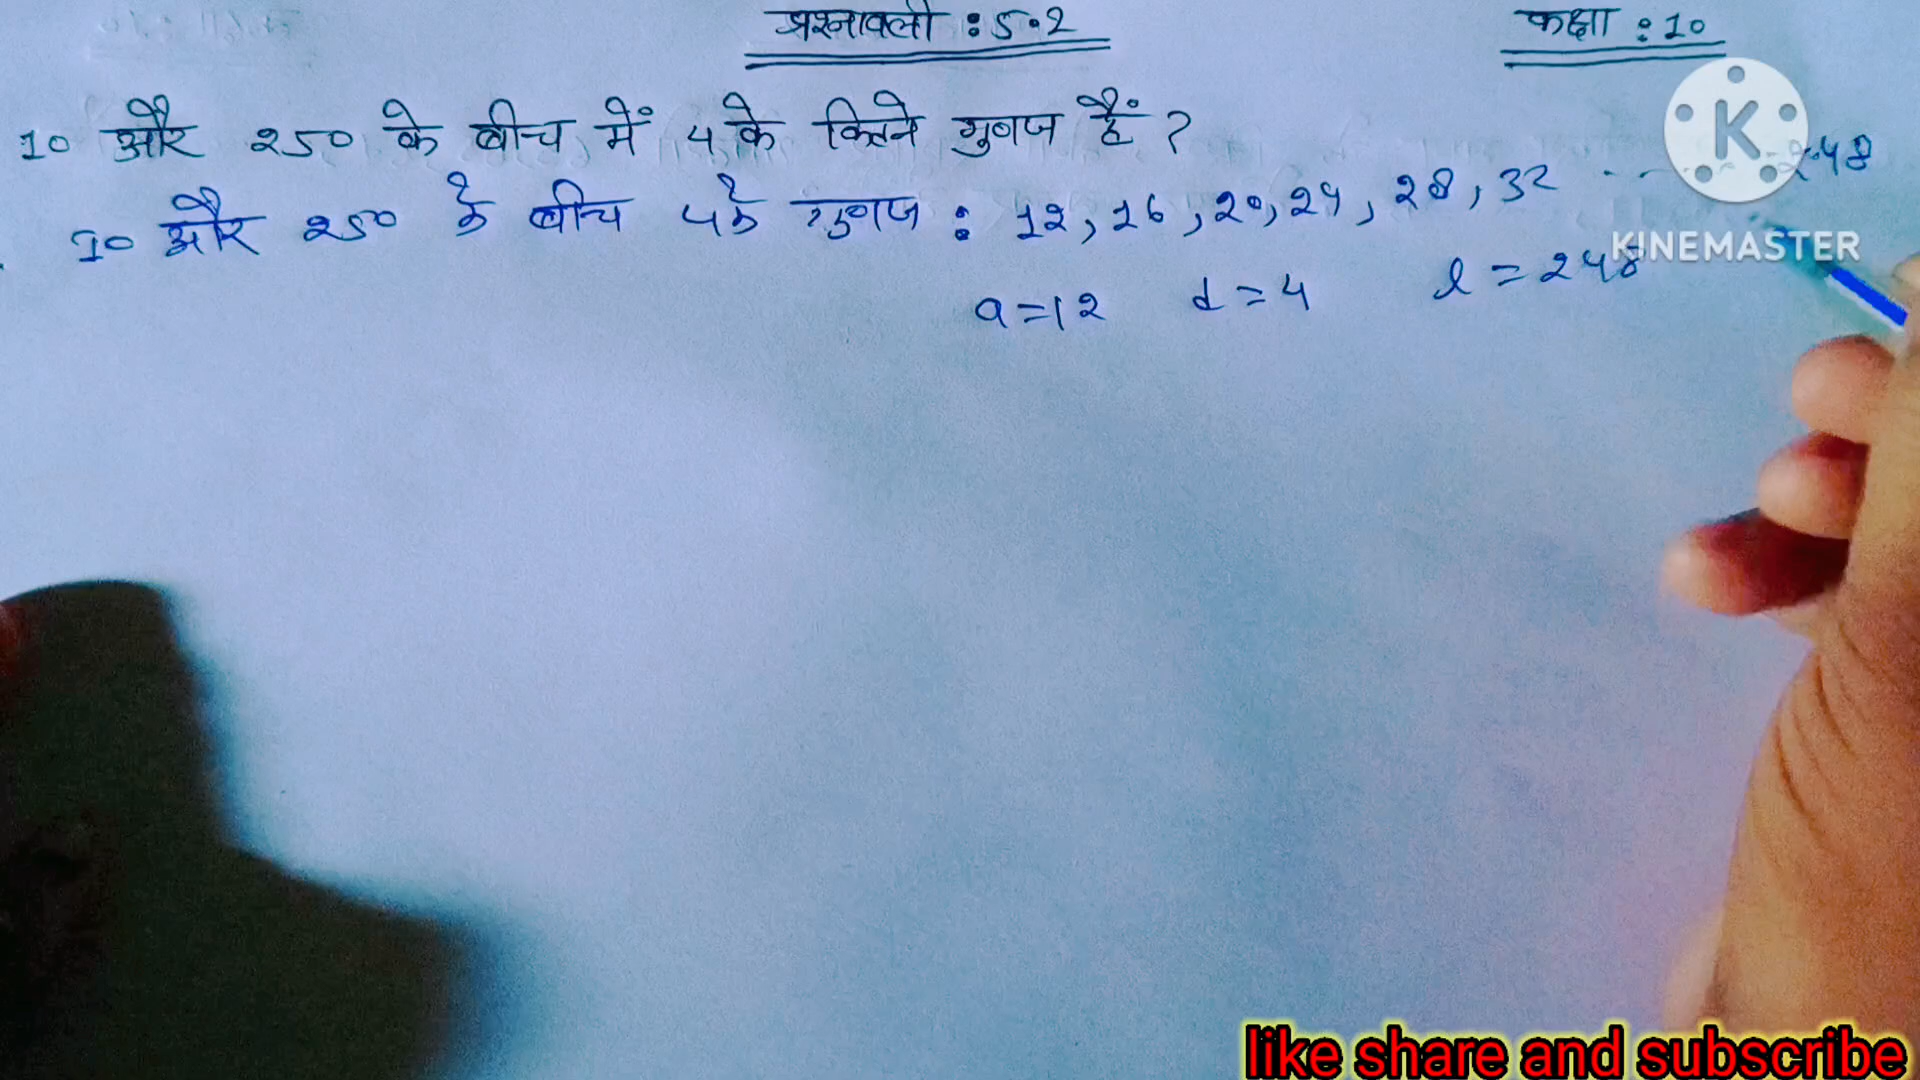 प्रश्नावली : 5.2
कक्षा : 10
10 और 250 के बीच में 4 के कितने गुणज हैं ?
10 और 250 के बीच 4 के गुणज : 12, 16, 20, 24, 28, 32 ........ 248
a = 12 d = 4 l = 248
K
KINEMASTER
like share and subscribe